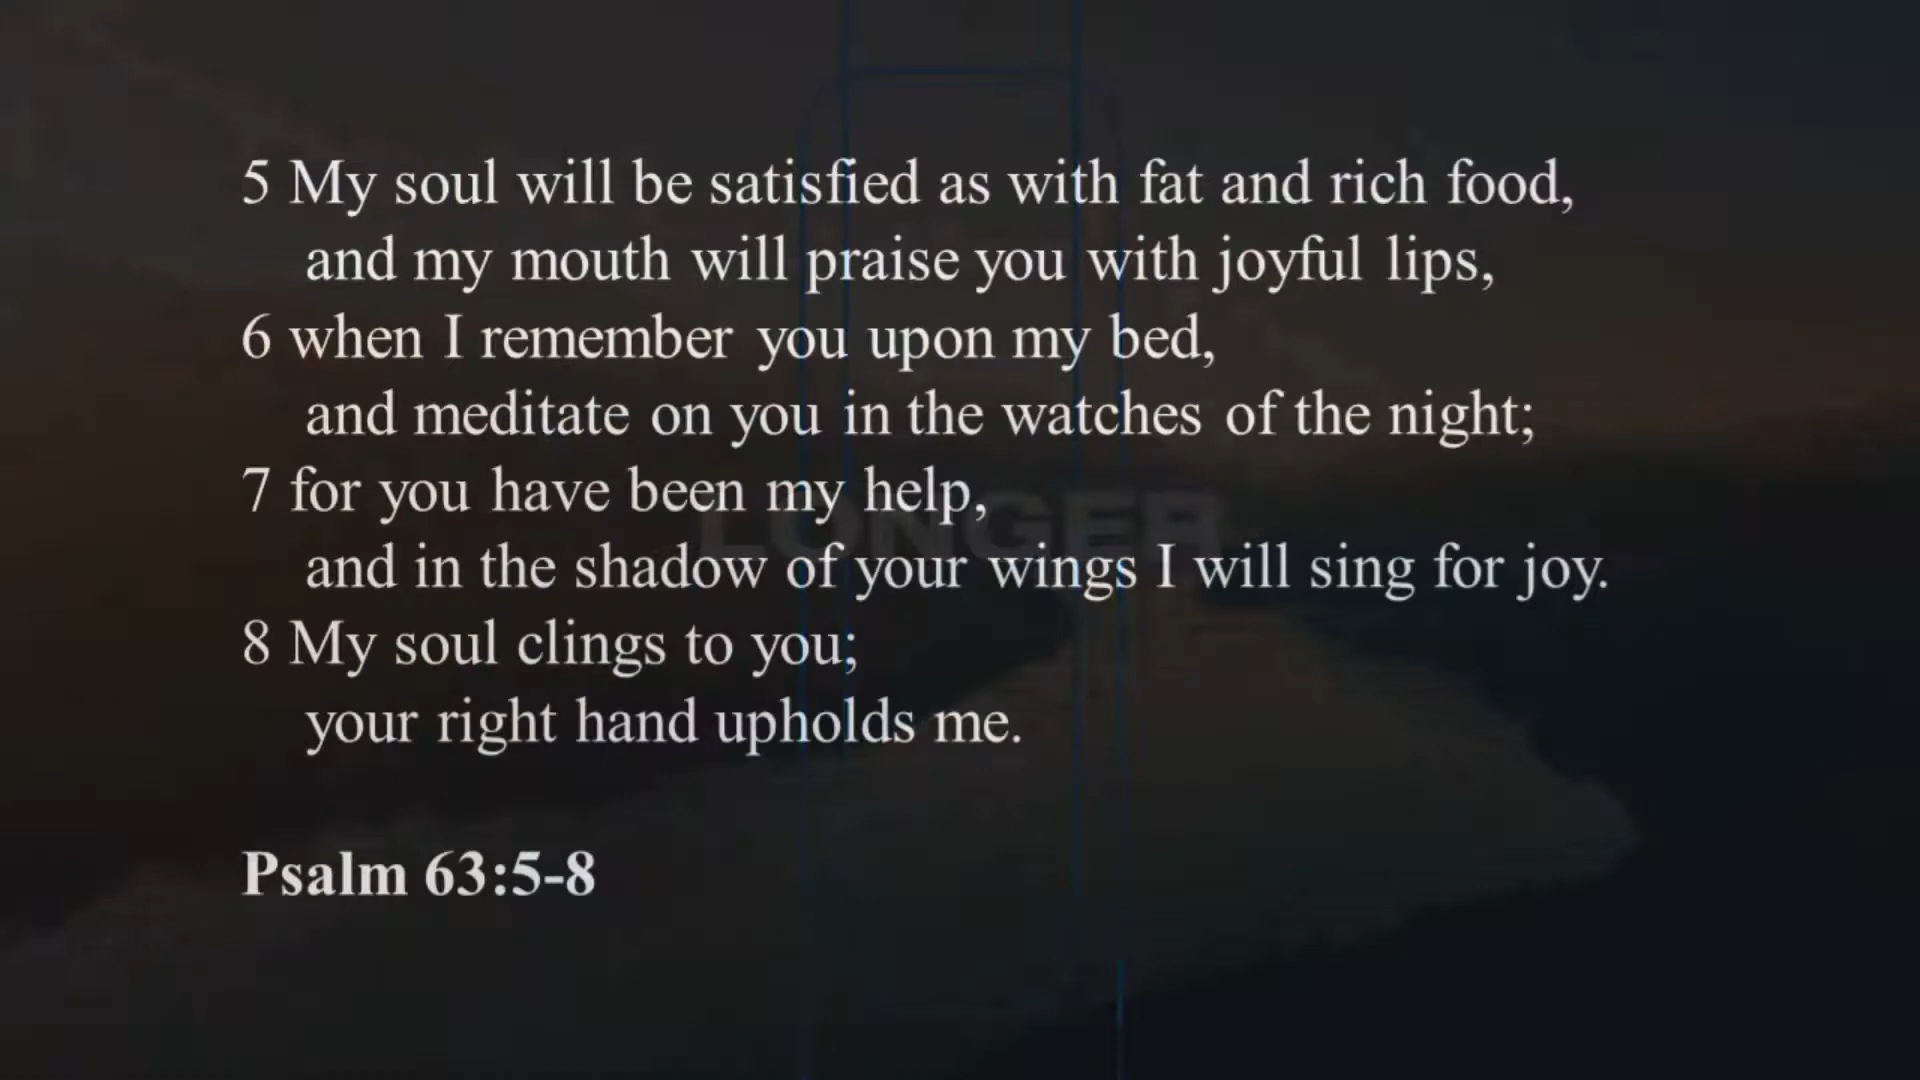 5 My soul will be satisfied as with fat and rich food,
and my mouth will praise you with joyful lips,
6 when I remember you upon my bed,
and meditate on you in the watches of the night;
7 for you have been my help,
LONGER
and in the shadow of your wings I will sing for joy.
8 My soul clings to you;
your right hand upholds me.
Psalm 63:5-8